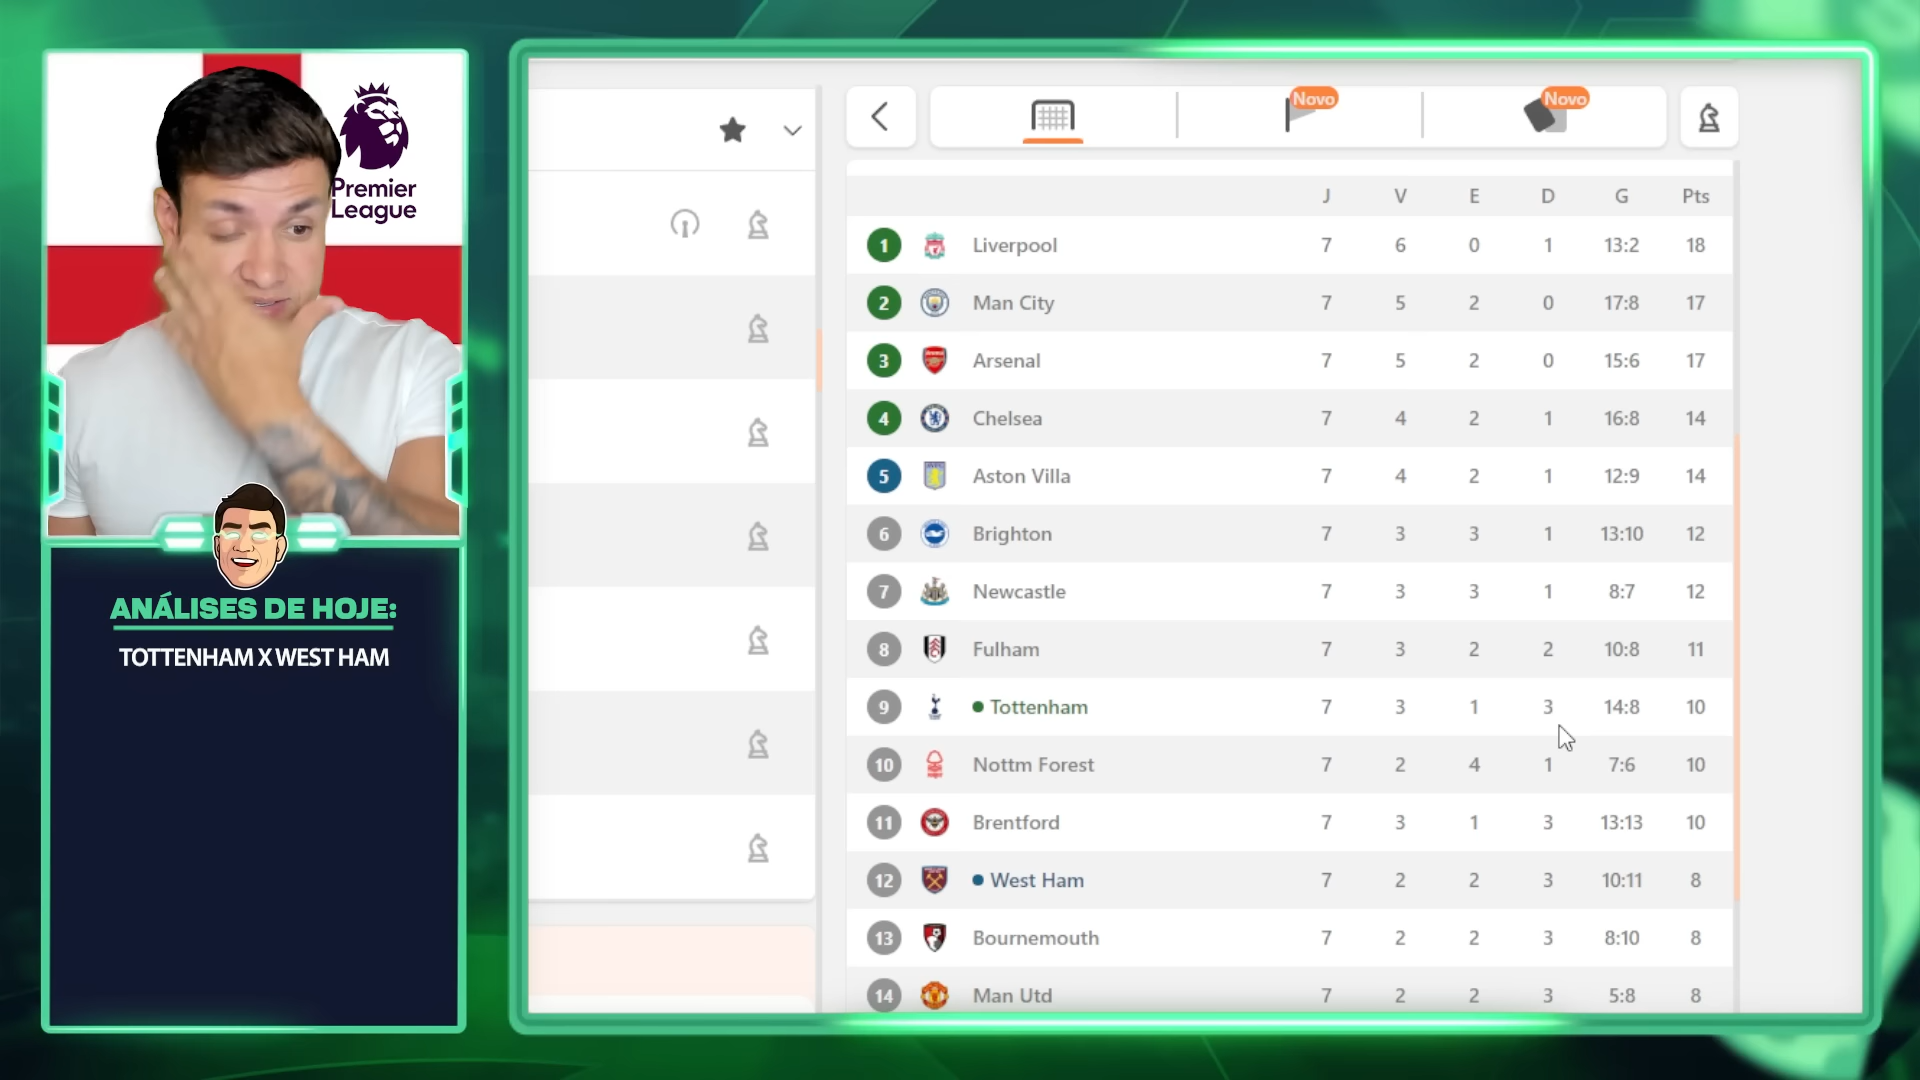 Premier
League
ANÁLISES DE HOJE:
TOTTENHAM X WEST HAM
Novo Novo
J V E D G Pts
1 Liverpool 7 6 0 1 13:2 18
2 Man City 7 5 2 0 17:8 17
3 Arsenal 7 5 2 0 15:6 17
4 Chelsea 7 4 2 1 16:8 14
5 Aston Villa 7 4 2 1 12:9 14
6 Brighton 7 3 3 1 13:10 12
7 Newcastle 7 3 3 1 8:7 12
8 Fulham 7 3 2 2 10:8 11
9 Tottenham 7 3 1 3 14:8 10
10 Nottm Forest 7 2 4 1 7:6 10
11 Brentford 7 3 1 3 13:13 10
12 West Ham 7 2 2 3 10:11 8
13 Bournemouth 7 2 2 3 8:10 8
14 Man Utd 7 2 2 3 5:8 8